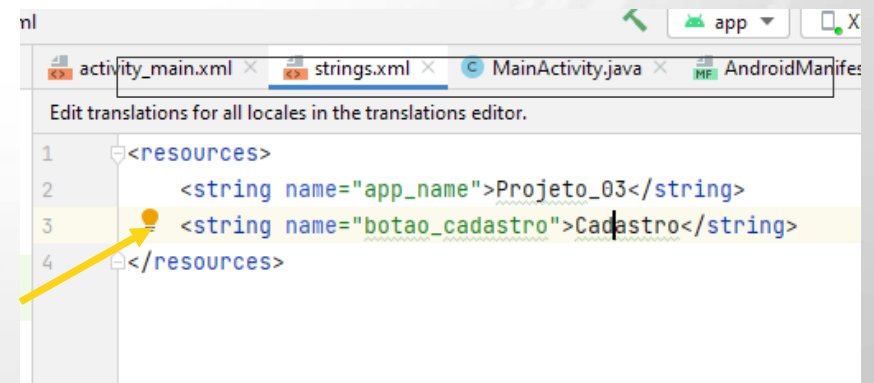 ml
app
X
activity_main.xml
strings.xml
MainActivity.java
AndroidManifes
Edit translations for all locales in the translations editor.
1 <resources>
2 <string name="app_name">Projeto_03</string>
3 <string name="botao_cadastro">Cadastro</string>
4 </resources>